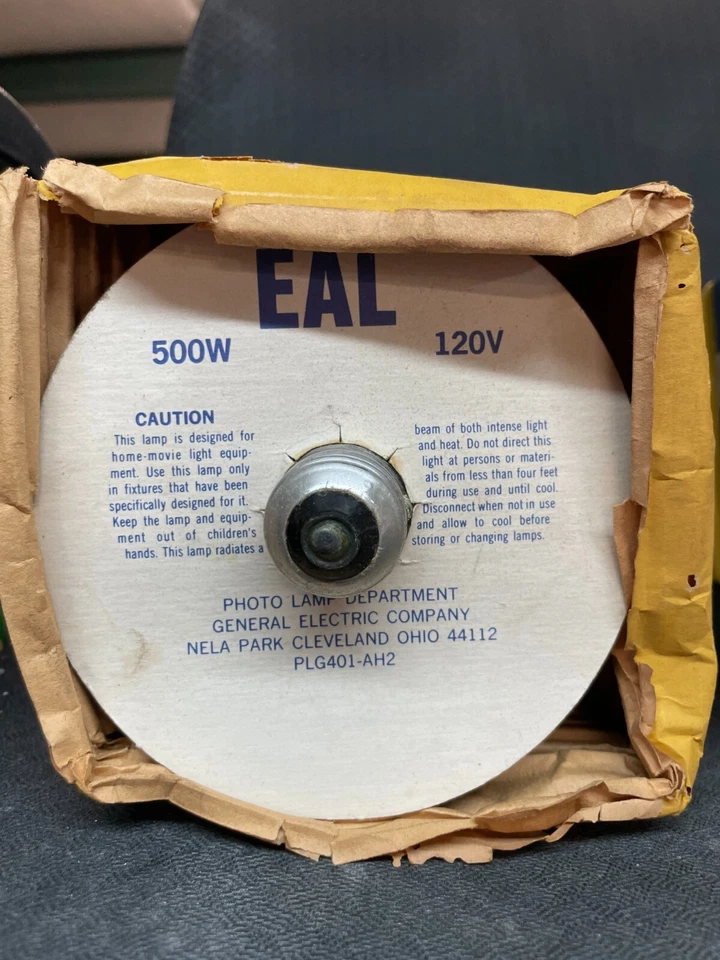 EAL
500W 120V
CAUTION
This lamp is designed for
home-movie light equip-
ment. Use this lamp only
in fixtures that have been
specifically designed for it.
Keep the lamp and equip-
ment out of children's
hands. This lamp radiates a
beam of both intense light
and heat. Do not direct this
light at persons or materi-
als from less than four feet
during use and until cool.
Disconnect when not in use
and allow to cool before
storing or changing lamps.
PHOTO LAMP DEPARTMENT
GENERAL ELECTRIC COMPANY
NELA PARK CLEVELAND OHIO 44112
PLG401-AH2